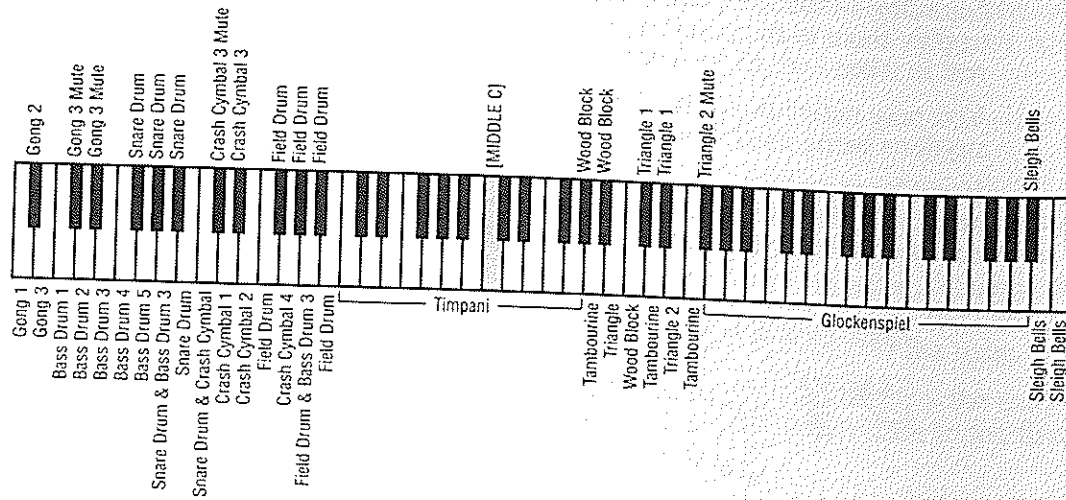 Gong 2
Gong 3 Mute
Gong 3 Mute
Snare Drum
Snare Drum
Snare Drum
Crash Cymbal 3 Mute
Crash Cymbal 3
Field Drum
Field Drum
Field Drum
[MIDDLE C]
Wood Block
Wood Block
Triangle 1
Triangle 1
Triangle 2 Mute
Sleigh Bells
Gong 1
Gong 3
Bass Drum 1
Bass Drum 2
Bass Drum 3
Bass Drum 4
Bass Drum 5
Snare Drum & Bass Drum 3
Snare Drum
Snare Drum & Crash Cymbal
Crash Cymbal 1
Crash Cymbal 2
Field Drum
Crash Cymbal 4
Field Drum & Bass Drum 3
Field Drum
Timpani
Tambourine
Triangle
Wood Block
Tambourine
Triangle 2
Tambourine
Glockenspiel
Sleigh Bells
Sleigh Bells